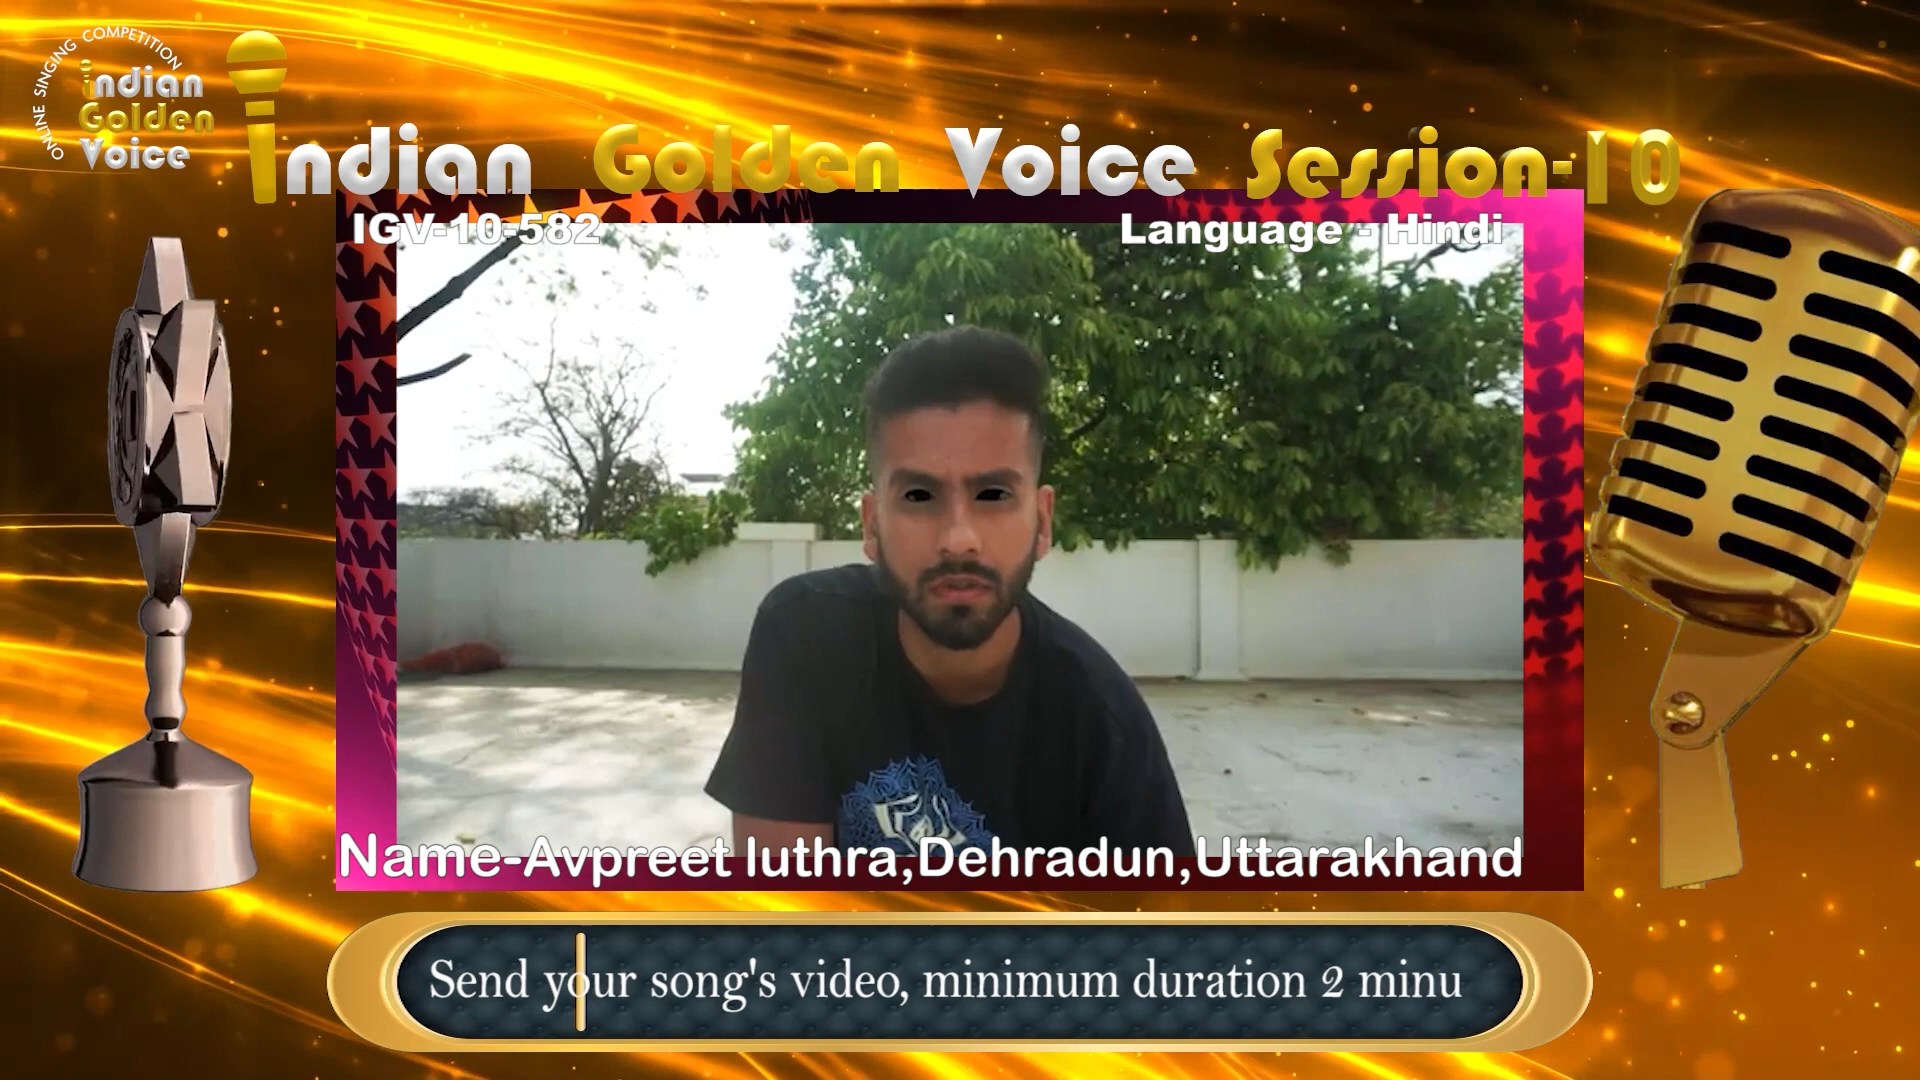 ONLINE SINGING COMPETITION
indian
Golden
Voice
indian Golden Voice Session-10
IGV-10-582
Language - Hindi
Name-Avpreet luthra,Dehradun,Uttarakhand
Send your song's video, minimum duration 2 minu